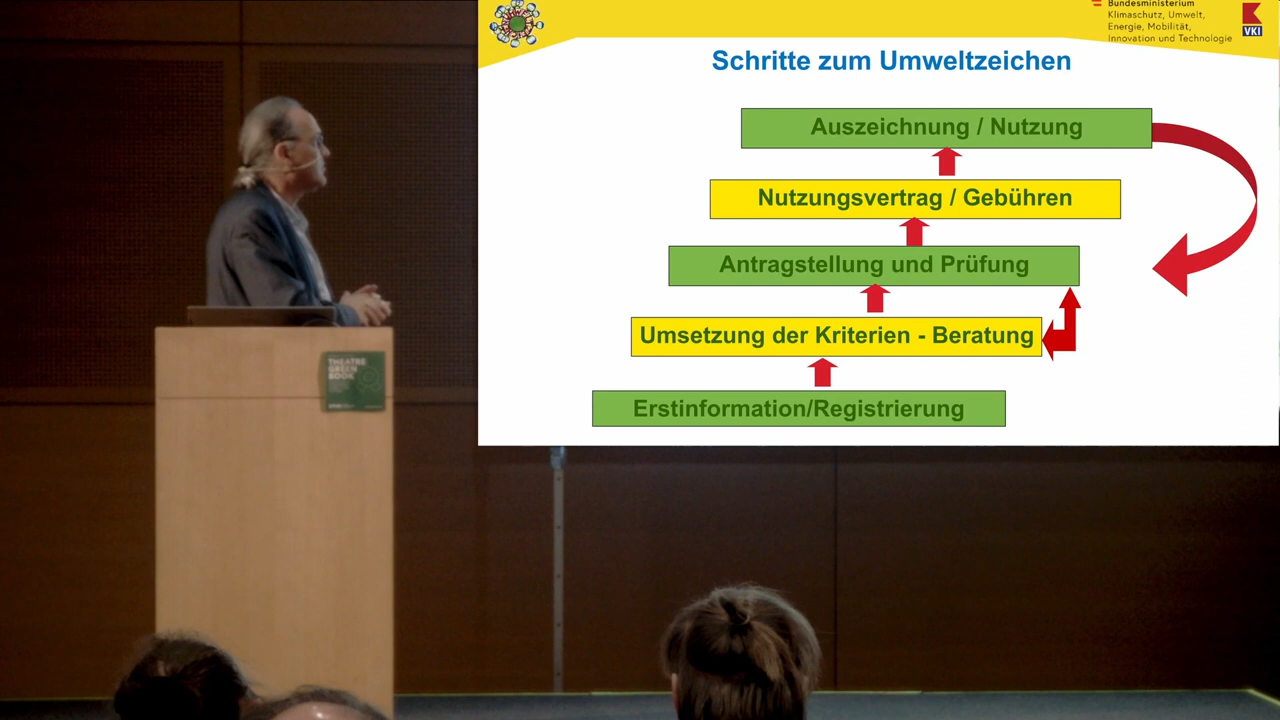 Bundesministerium
Klimaschutz, Umwelt,
Energie, Mobilität,
Innovation und Technologie
VKI
Schritte zum Umweltzeichen
Auszeichnung / Nutzung
Nutzungsvertrag / Gebühren
Antragstellung und Prüfung
Umsetzung der Kriterien - Beratung
Erstinformation/Registrierung
THEATRE
GREEN
BOOK